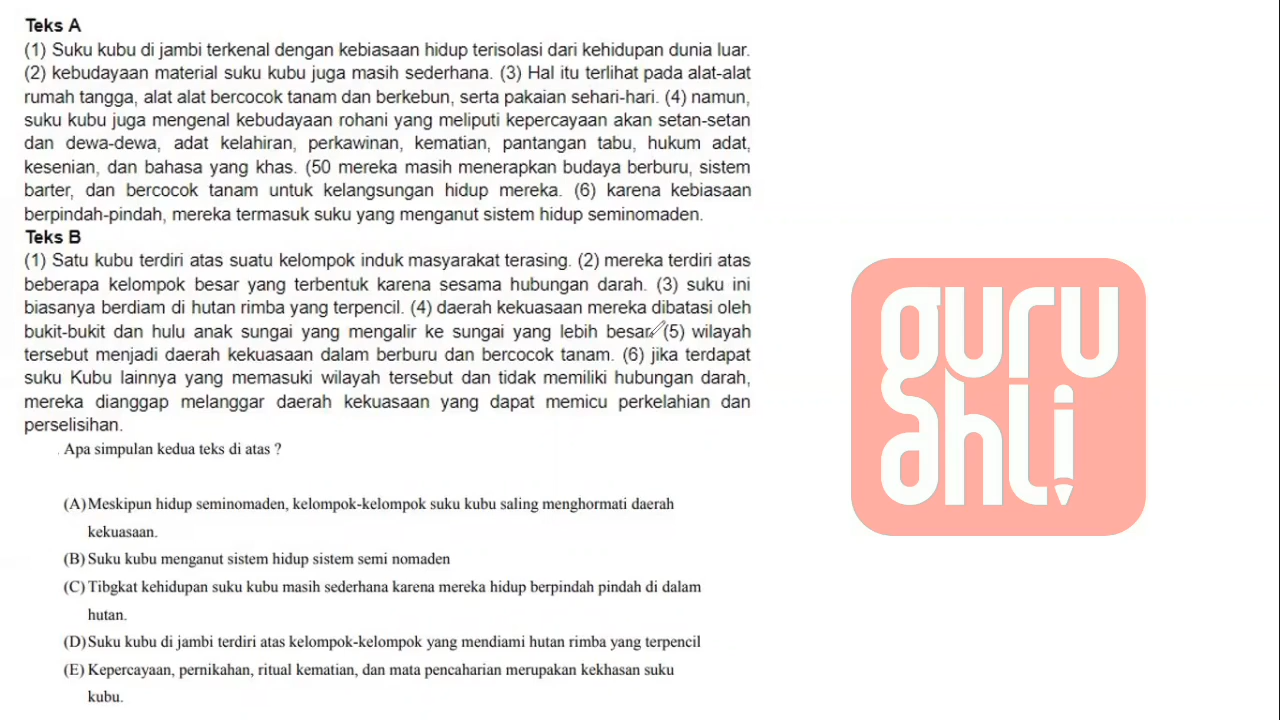 Teks A
(1) Suku kubu di jambi terkenal dengan kebiasaan hidup terisolasi dari kehidupan dunia luar.
(2) kebudayaan material suku kubu juga masih sederhana. (3) Hal itu terlihat pada alat-alat
rumah tangga, alat alat bercocok tanam dan berkebun, serta pakaian sehari-hari. (4) namun,
suku kubu juga mengenal kebudayaan rohani yang meliputi kepercayaan akan setan-setan
dan dewa-dewa, adat kelahiran, perkawinan, kematian, pantangan tabu, hukum adat,
kesenian, dan bahasa yang khas. (50 mereka masih menerapkan budaya berburu, sistem
barter, dan bercocok tanam untuk kelangsungan hidup mereka. (6) karena kebiasaan
berpindah-pindah, mereka termasuk suku yang menganut sistem hidup seminomaden.
Teks B
(1) Satu kubu terdiri atas suatu kelompok induk masyarakat terasing. (2) mereka terdiri atas
beberapa kelompok besar yang terbentuk karena sesama hubungan darah. (3) suku ini
biasanya berdiam di hutan rimba yang terpencil. (4) daerah kekuasaan mereka dibatasi oleh
bukit-bukit dan hulu anak sungai yang mengalir ke sungai yang lebih besar. (5) wilayah
tersebut menjadi daerah kekuasaan dalam berburu dan bercocok tanam. (6) jika terdapat
suku Kubu lainnya yang memasuki wilayah tersebut dan tidak memiliki hubungan darah,
mereka dianggap melanggar daerah kekuasaan yang dapat memicu perkelahian dan
perselisihan.
Apa simpulan kedua teks di atas ?
(A) Meskipun hidup seminomaden, kelompok-kelompok suku kubu saling menghormati daerah
kekuasaan.
(B) Suku kubu menganut sistem hidup sistem semi nomaden
(C) Tibgkat kehidupan suku kubu masih sederhana karena mereka hidup berpindah pindah di dalam
hutan.
(D) Suku kubu di jambi terdiri atas kelompok-kelompok yang mendiami hutan rimba yang terpencil
(E) Kepercayaan, pernikahan, ritual kematian, dan mata pencaharian merupakan kekhasan suku
kubu.
guru
ahli